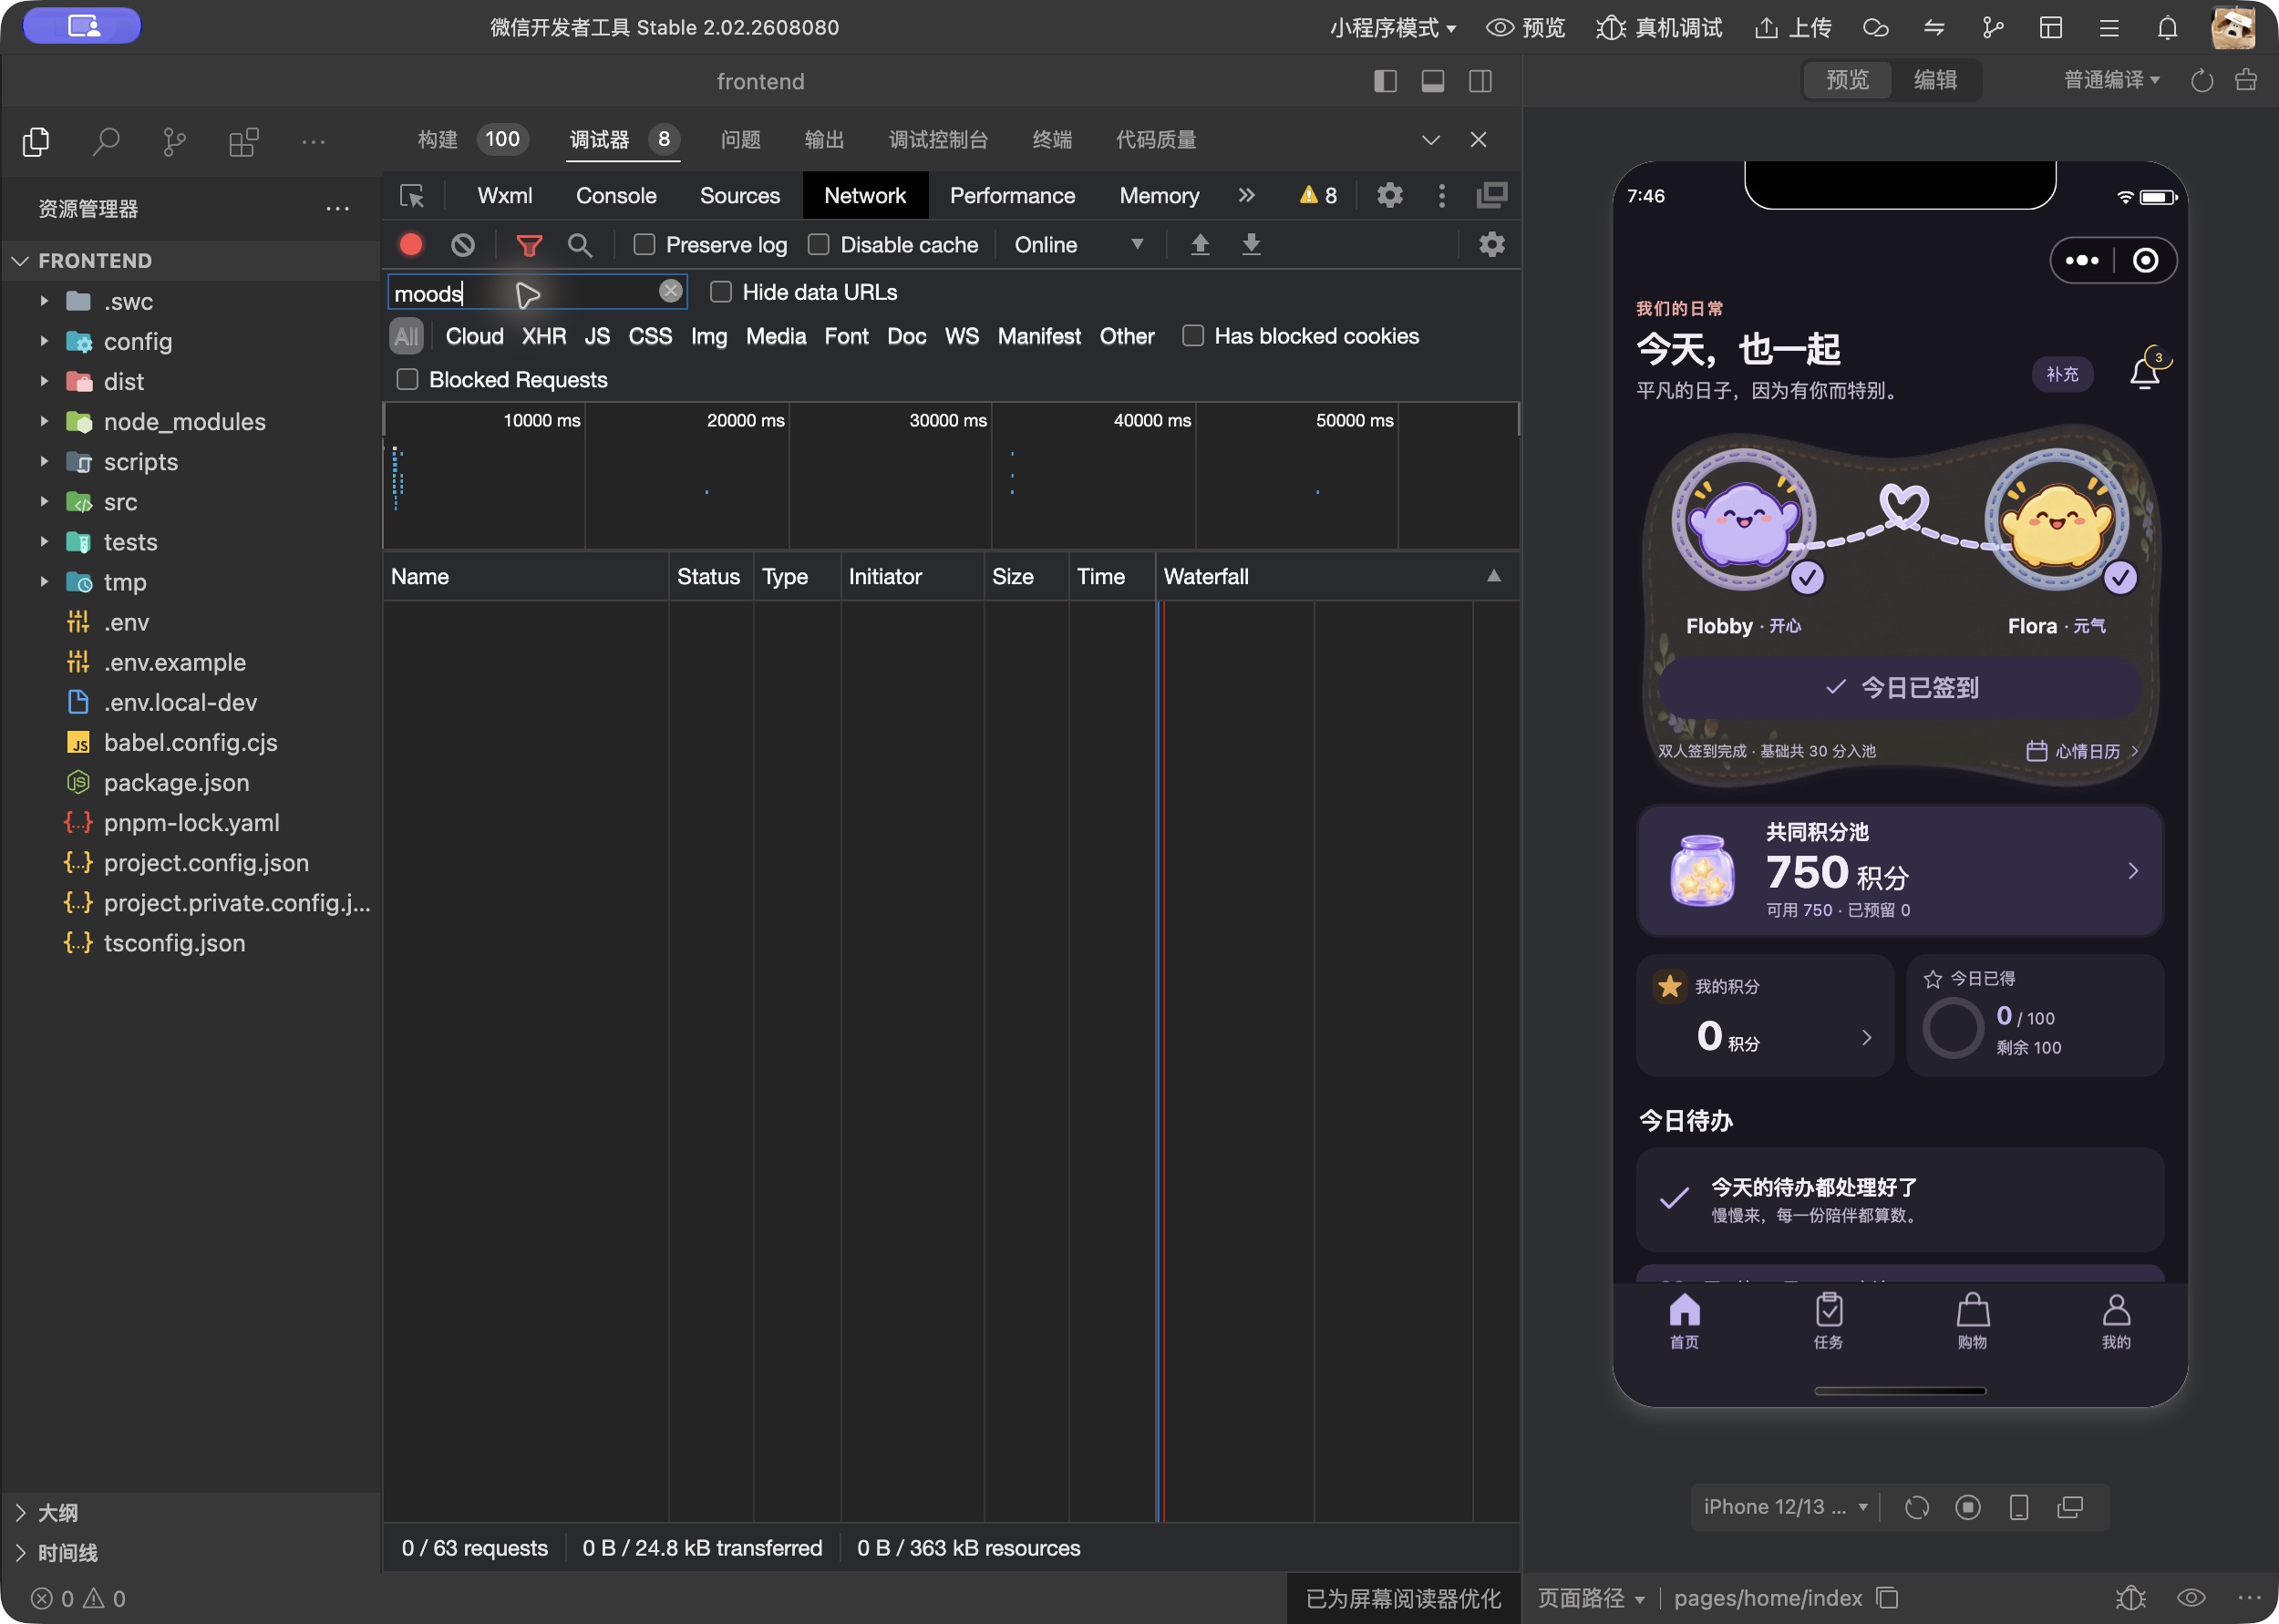 微信开发者工具 Stable 2.02.2608080
小程序模式
预览
真机调试
上传
frontend
预览
编辑
普通编译
构建 100
调试器 8
问题
输出
调试控制台
终端
代码质量
资源管理器
Wxml
Console
Sources
Network
Performance
Memory
8
FRONTEND
Preserve log
Disable cache
Online
moods
Hide data URLs
All
Cloud
XHR
JS
CSS
Img
Media
Font
Doc
WS
Manifest
Other
Has blocked cookies
Blocked Requests
10000 ms
20000 ms
30000 ms
40000 ms
50000 ms
Name
Status
Type
Initiator
Size
Time
Waterfall
.swc
config
dist
node_modules
scripts
src
tests
tmp
.env
.env.example
.env.local-dev
babel.config.cjs
package.json
pnpm-lock.yaml
project.config.json
project.private.config.j...
tsconfig.json
大纲
时间线
0 0
0 / 63 requests
0 B / 24.8 kB transferred
0 B / 363 kB resources
已为屏幕阅读器优化
7:46
我们的日常
今天，也一起
平凡的日子，因为有你而特别。
补充
3
Flobby · 开心
Flora · 元气
今日已签到
双人签到完成 · 基础共 30 分入池
心情日历
共同积分池
750 积分
可用 750 · 已预留 0
我的积分
0 积分
今日已得
0 / 100
剩余 100
今日待办
今天的待办都处理好了
慢慢来，每一份陪伴都算数。
首页
任务
购物
我的
iPhone 12/13 ...
页面路径
pages/home/index